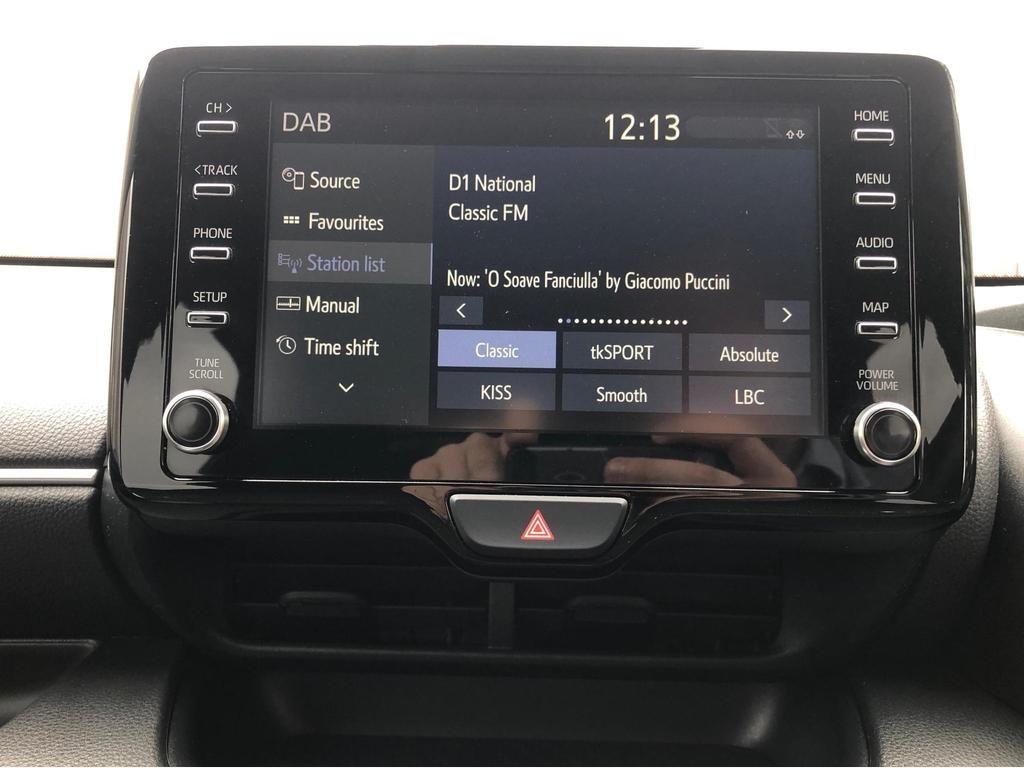 CH >
< TRACK
PHONE
SETUP
TUNE
SCROLL
DAB
12:13
Source
Favourites
Station list
Manual
Time shift
D1 National
Classic FM
Now: 'O Soave Fanciulla' by Giacomo Puccini
Classic
tkSPORT
Absolute
KISS
Smooth
LBC
HOME
MENU
AUDIO
MAP
POWER
VOLUME